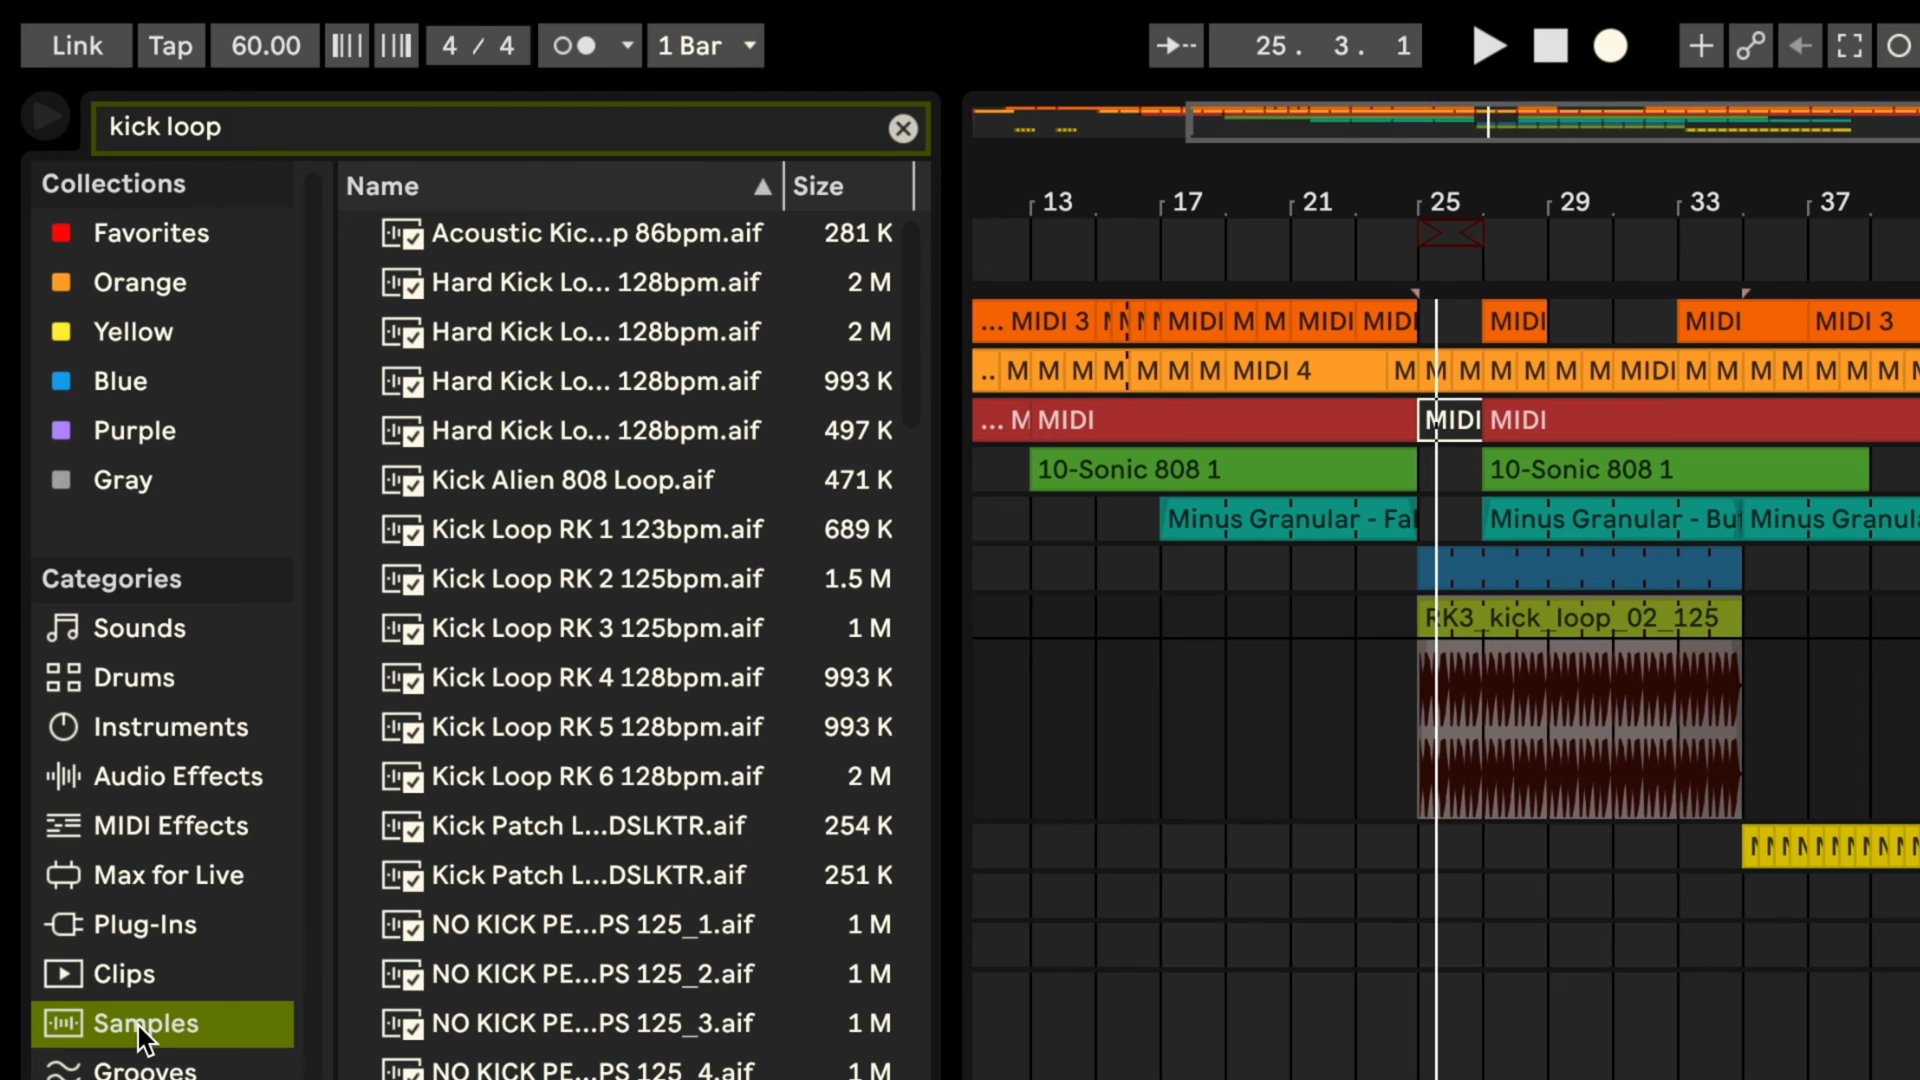 Link Tap 60.00 4 / 4 1 Bar 25. 3. 1
kick loop
Collections
Favorites
Orange
Yellow
Blue
Purple
Gray
Categories
Sounds
Drums
Instruments
Audio Effects
MIDI Effects
Max for Live
Plug-Ins
Clips
Samples
Grooves
Name Size
Acoustic Kic...p 86bpm.aif 281 K
Hard Kick Lo... 128bpm.aif 2 M
Hard Kick Lo... 128bpm.aif 2 M
Hard Kick Lo... 128bpm.aif 993 K
Hard Kick Lo... 128bpm.aif 497 K
Kick Alien 808 Loop.aif 471 K
Kick Loop RK 1 123bpm.aif 689 K
Kick Loop RK 2 125bpm.aif 1.5 M
Kick Loop RK 3 125bpm.aif 1 M
Kick Loop RK 4 128bpm.aif 993 K
Kick Loop RK 5 128bpm.aif 993 K
Kick Loop RK 6 128bpm.aif 2 M
Kick Patch L...DSLKTR.aif 254 K
Kick Patch L...DSLKTR.aif 251 K
NO KICK PE...PS 125_1.aif 1 M
NO KICK PE...PS 125_2.aif 1 M
NO KICK PE...PS 125_3.aif 1 M
NO KICK PE...PS 125_4.aif 1 M
13 17 21 25 29 33 37
... MIDI 3 MIDI M M MIDI MIDI MIDI MIDI MIDI 3
.. M M M M M M M MIDI 4 M M M M M M M MIDI M M M M M M M
... M MIDI MIDI MIDI
10-Sonic 808 1 10-Sonic 808 1
Minus Granular - Fal Minus Granular - Bu Minus Granula
RK3_kick_loop_02_125